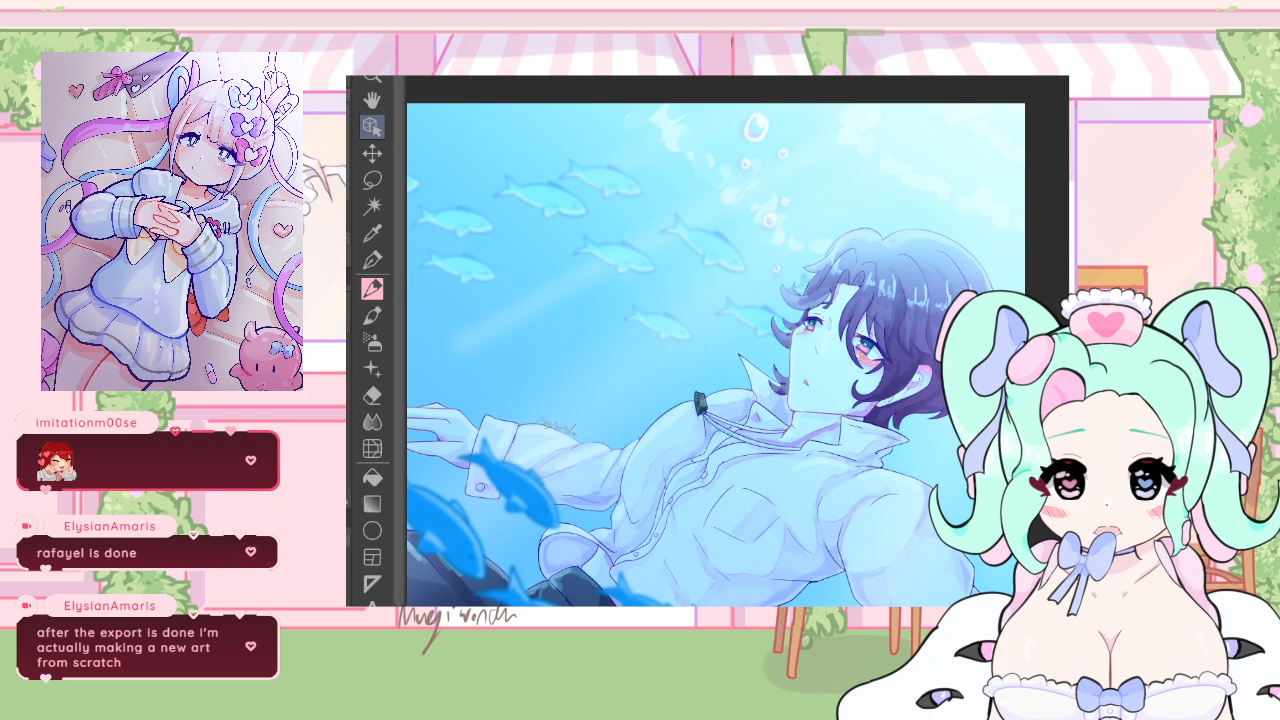 imitationm00se
ElysianAmaris
rafayel is done
ElysianAmaris
after the export is done i'm
actually making a new art
from scratch